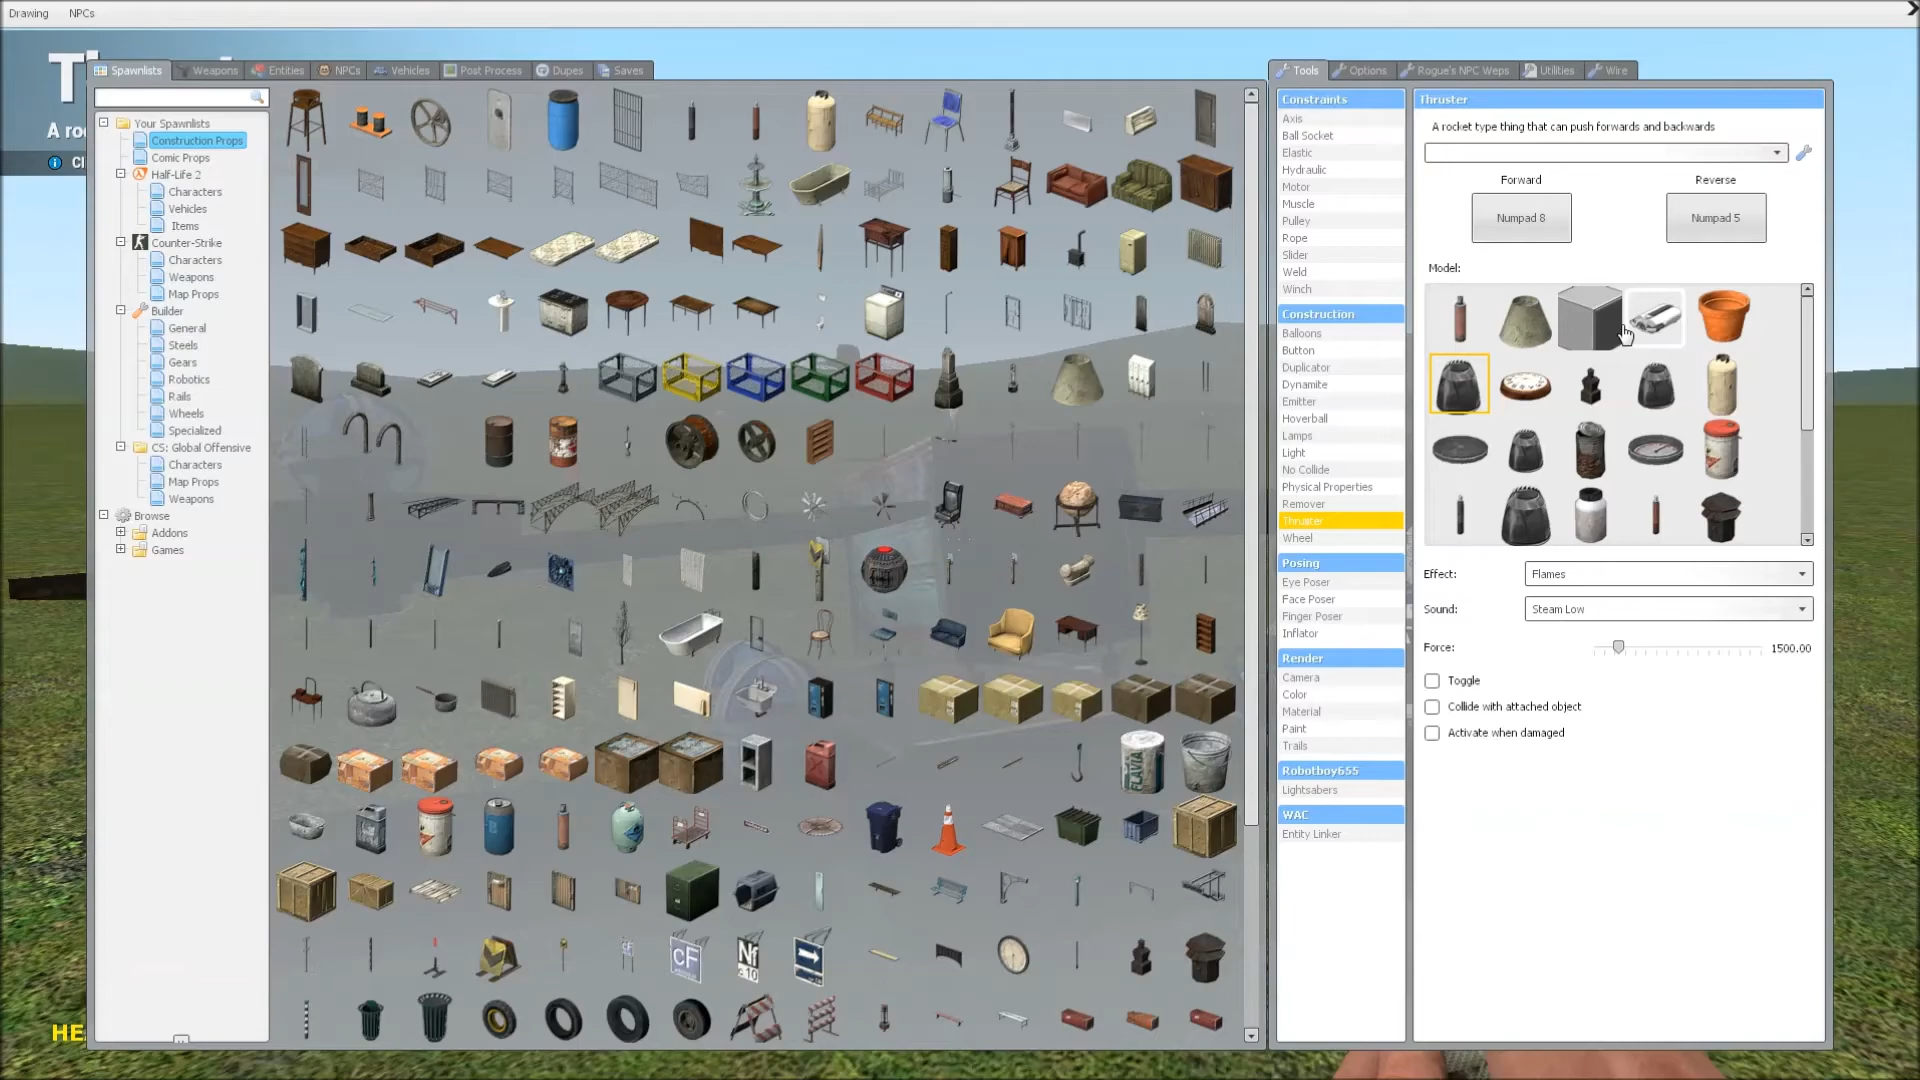 Drawing NPCs
Spawnlists Weapons Entities NPCs Vehicles Post Process Dupes Saves
Tools Options Rogue's NPC Weps Utilities Wire
Your Spawnlists
Construction Props
Comic Props
Half-Life 2
Characters
Vehicles
Items
Counter-Strike
Characters
Weapons
Map Props
Builder
General
Steels
Gears
Robotics
Rails
Wheels
Specialized
CS: Global Offensive
Characters
Map Props
Weapons
Browse
Addons
Games
A ro
HE
cF
Nf
c10
FLAVIA
Constraints
Axis
Ball Socket
Elastic
Hydraulic
Motor
Muscle
Pulley
Rope
Slider
Weld
Winch
Construction
Balloons
Button
Duplicator
Dynamite
Emitter
Hoverball
Lamps
Light
No Collide
Physical Properties
Remover
Thruster
Wheel
Posing
Eye Poser
Face Poser
Finger Poser
Inflator
Render
Camera
Color
Material
Paint
Trails
Robotboy655
Lightsabers
WAC
Entity Linker
Thruster
A rocket type thing that can push forwards and backwards
Forward Reverse
Numpad 8 Numpad 5
Model:
Effect: Flames
Sound: Steam Low
Force: 1500.00
Toggle
Collide with attached object
Activate when damaged